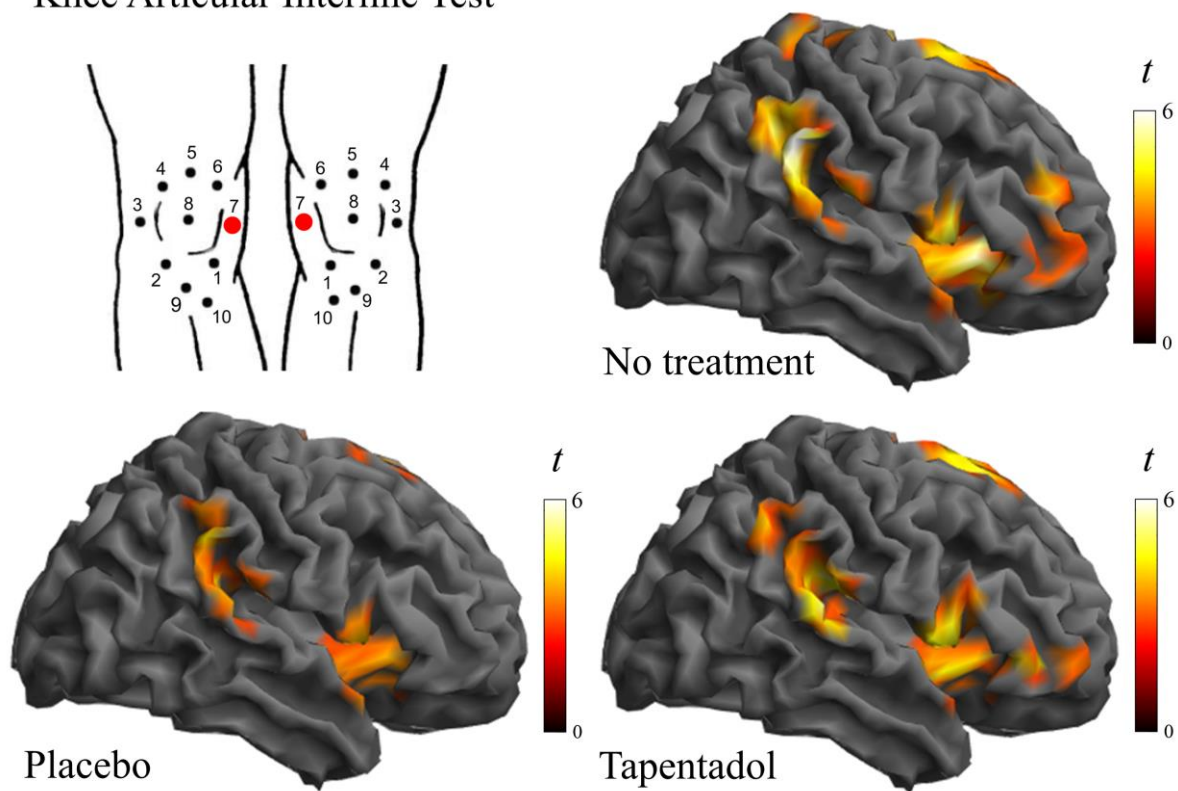 Knee Articular Interline Test
5 5
4 6 6 4
3 8 7 7 8 3
2 1 1 2
9 9
10 10
t
6
0
No treatment
t
6
0
Placebo
t
6
0
Tapentadol